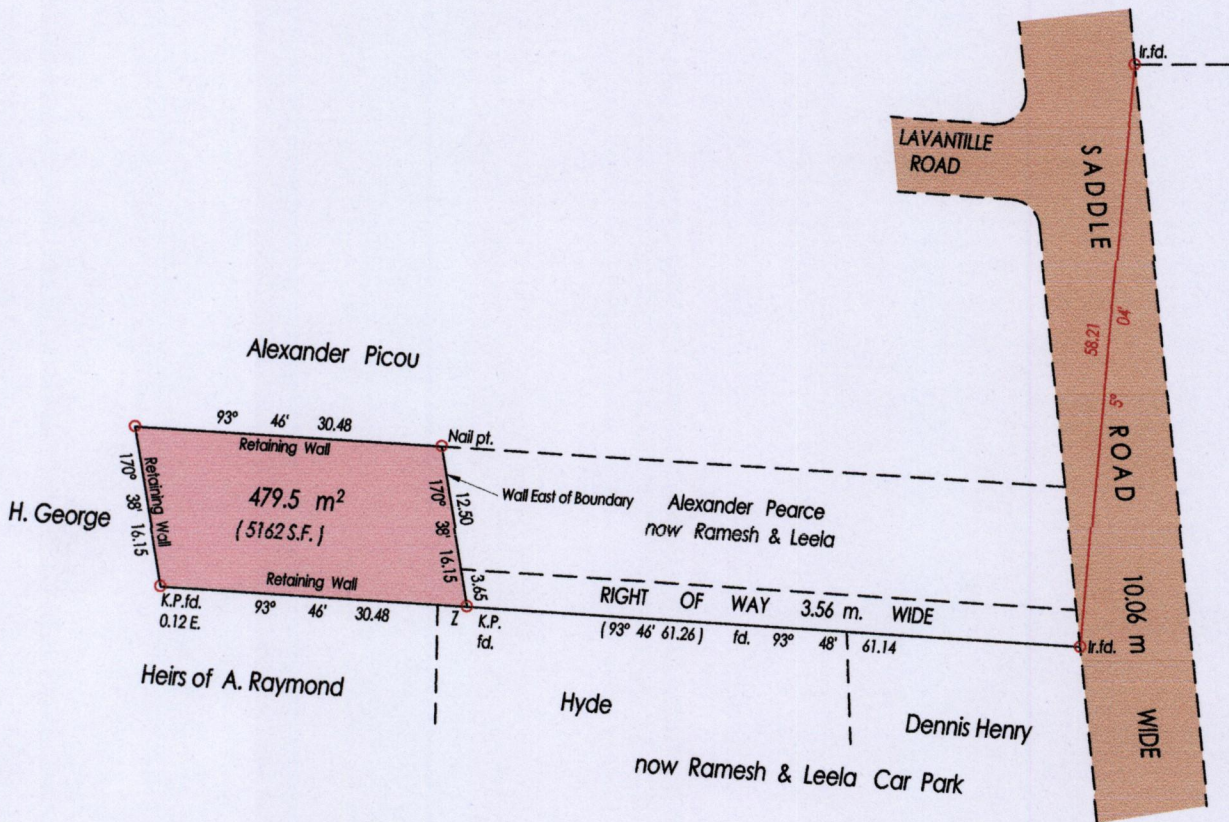 Ir.fd.
LAVANTILLE
ROAD
SADDLE ROAD 10.06 m WIDE
58.21
5° 04'
Alexander Picou
93° 46' 30.48
Retaining Wall
Nail pt.
H. George
170° 38' 16.15
Retaining Wall
479.5 m²
( 5162 S.F. )
12.50
170° 38' 16.15
3.65
Wall East of Boundary
Alexander Pearce
now Ramesh & Leela
Retaining Wall
93° 46' 30.48
K.P.fd.
0.12 E.
Z K.P.
fd.
RIGHT OF WAY 3.56 m. WIDE
( 93° 46' 61.26 ) fd. 93° 48' 61.14
Ir.fd.
Heirs of A. Raymond
Hyde
Dennis Henry
now Ramesh & Leela Car Park